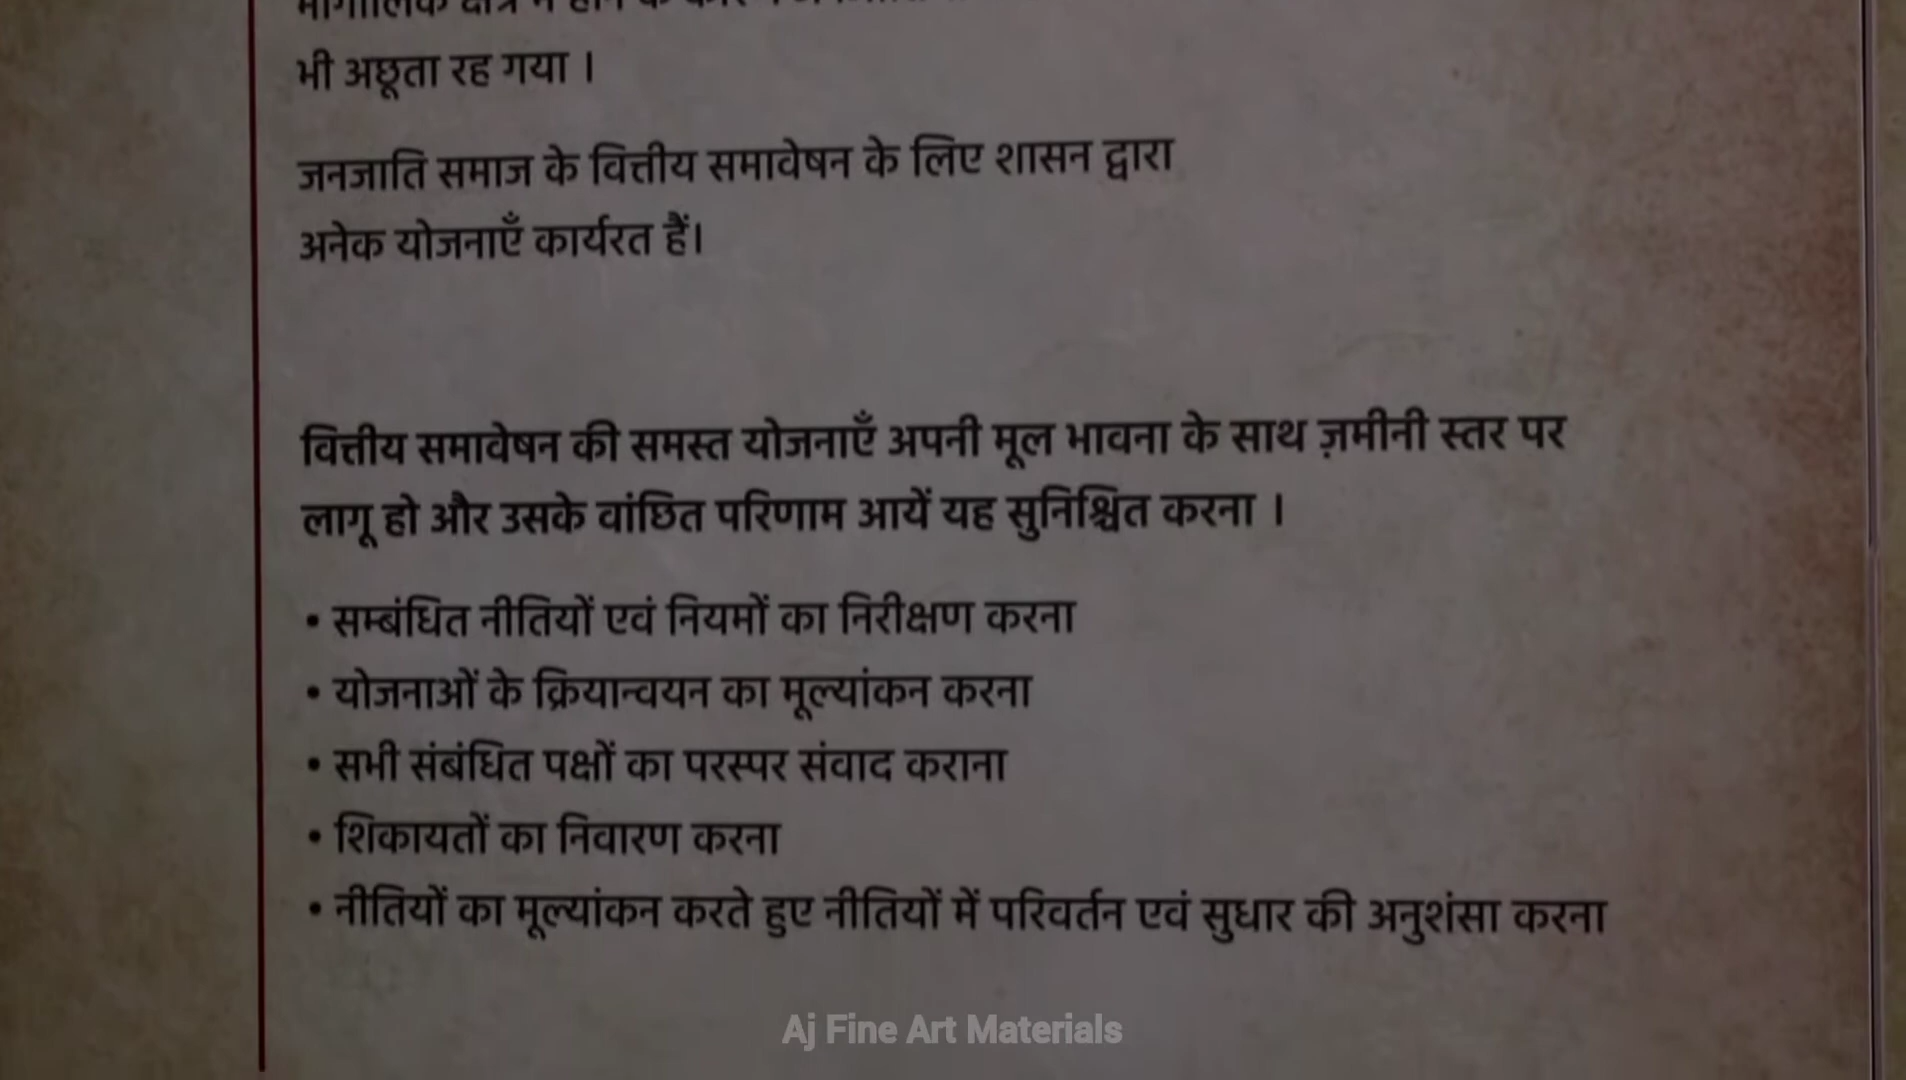 भी अछूता रह गया ।
जनजाति समाज के वित्तीय समावेषन के लिए शासन द्वारा
अनेक योजनाएँ कार्यरत हैं।
वित्तीय समावेषन की समस्त योजनाएँ अपनी मूल भावना के साथ ज़मीनी स्तर पर
लागू हो और उसके वांछित परिणाम आयें यह सुनिश्चित करना ।
• सम्बंधित नीतियों एवं नियमों का निरीक्षण करना
• योजनाओं के क्रियान्वयन का मूल्यांकन करना
• सभी संबंधित पक्षों का परस्पर संवाद कराना
• शिकायतों का निवारण करना
• नीतियों का मूल्यांकन करते हुए नीतियों में परिवर्तन एवं सुधार की अनुशंसा करना
Aj Fine Art Materials